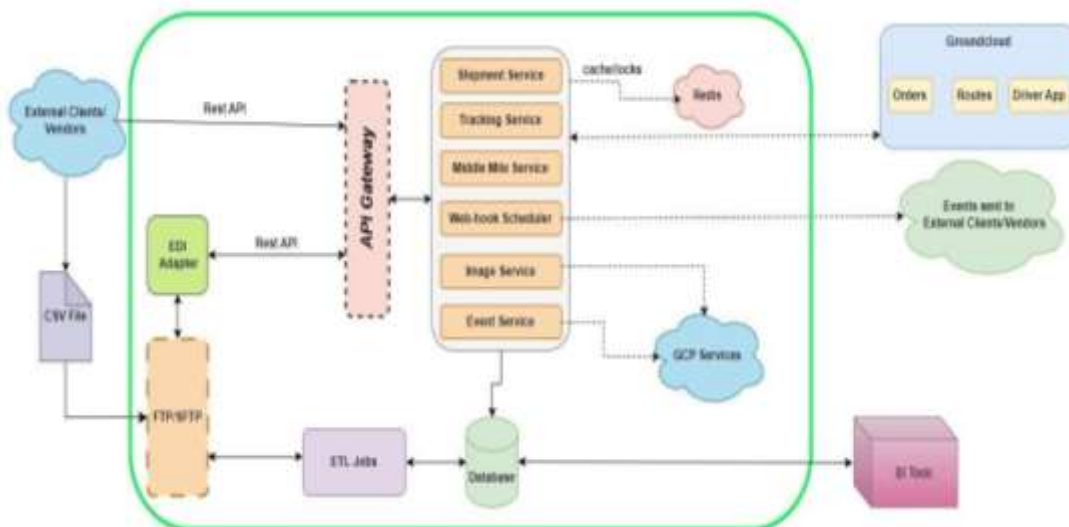 Groundcloud
Shipment Service
cache/locks
Redis
Orders
Routes
Driver App
External Clients/
Vendors
Rest API
Tracking Service
API Gateway
Middle Mile Service
Web-hook Scheduler
Events sent to
External Clients/Vendors
EDI
Adapter
Rest API
Image Service
CSV File
Event Service
GCP Services
FTP/SFTP
ETL Jobs
Database
BI Tools